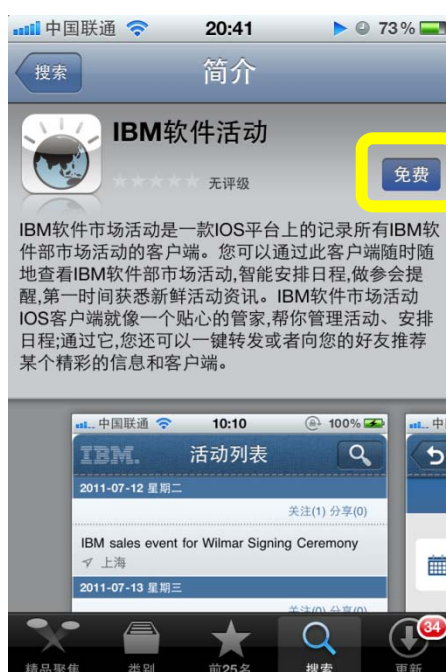 中国联通 20:41 73%
搜索 简介
IBM软件活动
无评级 免费
IBM软件市场活动是一款IOS平台上的记录所有IBM软
件部市场活动的客户端。您可以通过此客户端随时随
地查看IBM软件部市场活动,智能安排日程,做参会提
醒,第一时间获悉新鲜活动资讯。IBM软件市场活动
IOS客户端就像一个贴心的管家,帮你管理活动、安排
日程;通过它,您还可以一键转发或者向您的好友推荐
某个精彩的信息和客户端。
中国联通 10:10 100%
IBM. 活动列表
2011-07-12 星期二
关注(1) 分享(0)
IBM sales event for Wilmar Signing Ceremony
上海
2011-07-13 星期三
关注(0) 分享(0)
34
精品聚焦 类别 前25名 搜索 更新